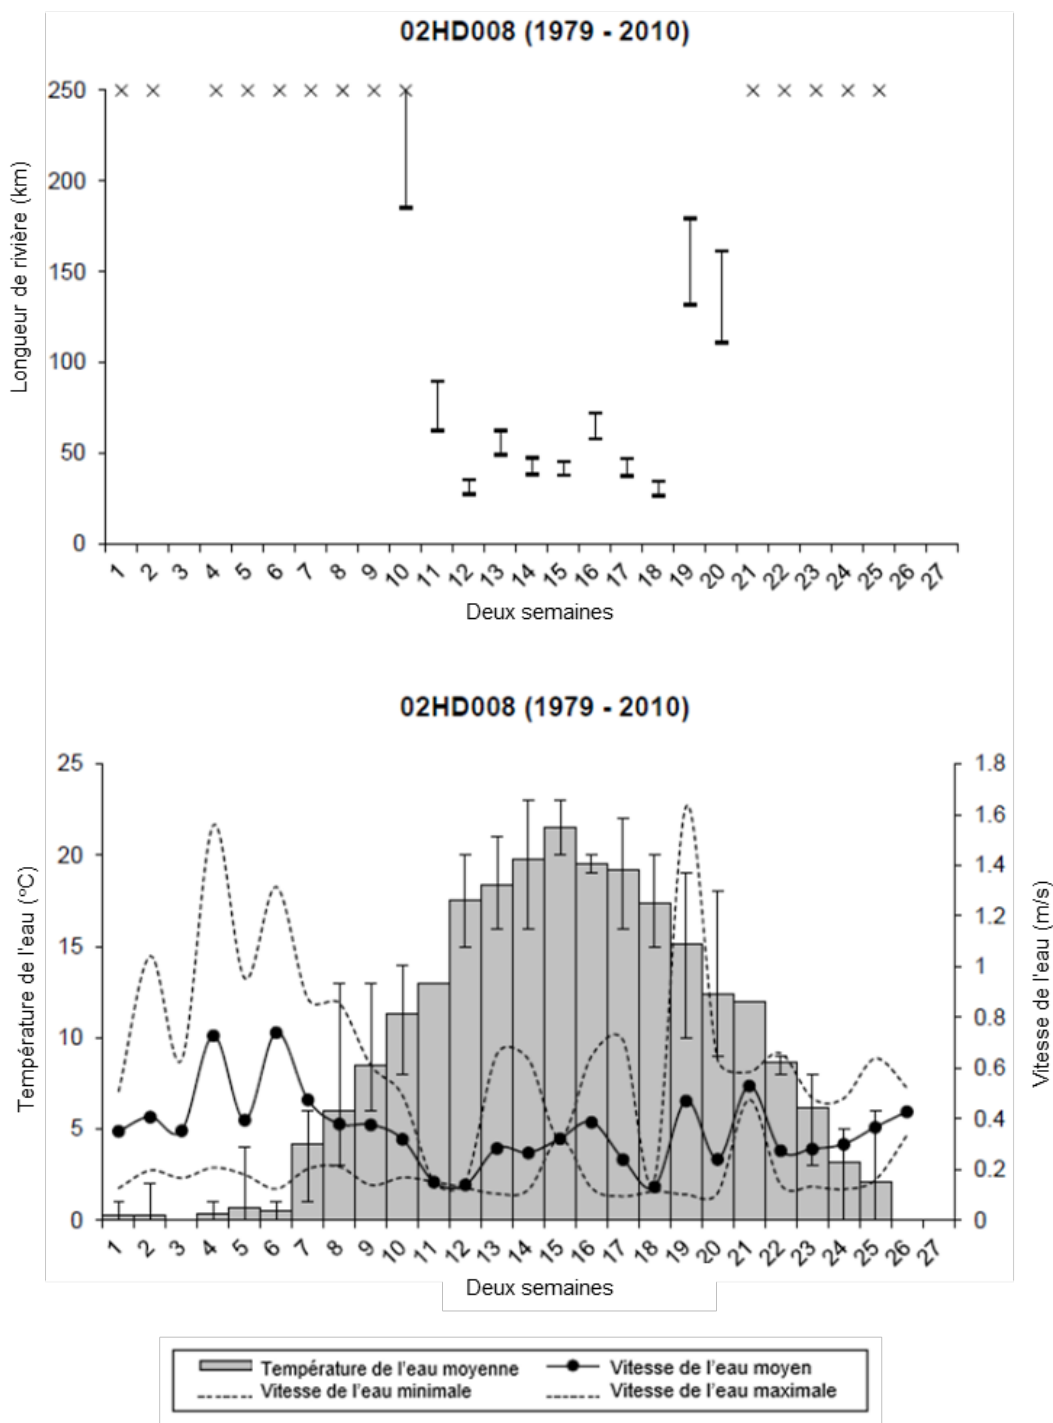 02HD008 (1979 - 2010)
Longueur de rivière (km)
250
200
150
100
50
0
1 2 3 4 5 6 7 8 9 10 11 12 13 14 15 16 17 18 19 20 21 22 23 24 25 26 27
Deux semaines
02HD008 (1979 - 2010)
Température de l'eau (°C)
25
20
15
10
5
0
1.8
1.6
1.4
1.2
1
0.8
0.6
0.4
0.2
0
Vitesse de l'eau (m/s)
1 2 3 4 5 6 7 8 9 10 11 12 13 14 15 16 17 18 19 20 21 22 23 24 25 26 27
Deux semaines
Température de l'eau moyenne
Vitesse de l'eau moyen
Vitesse de l'eau minimale
Vitesse de l'eau maximale